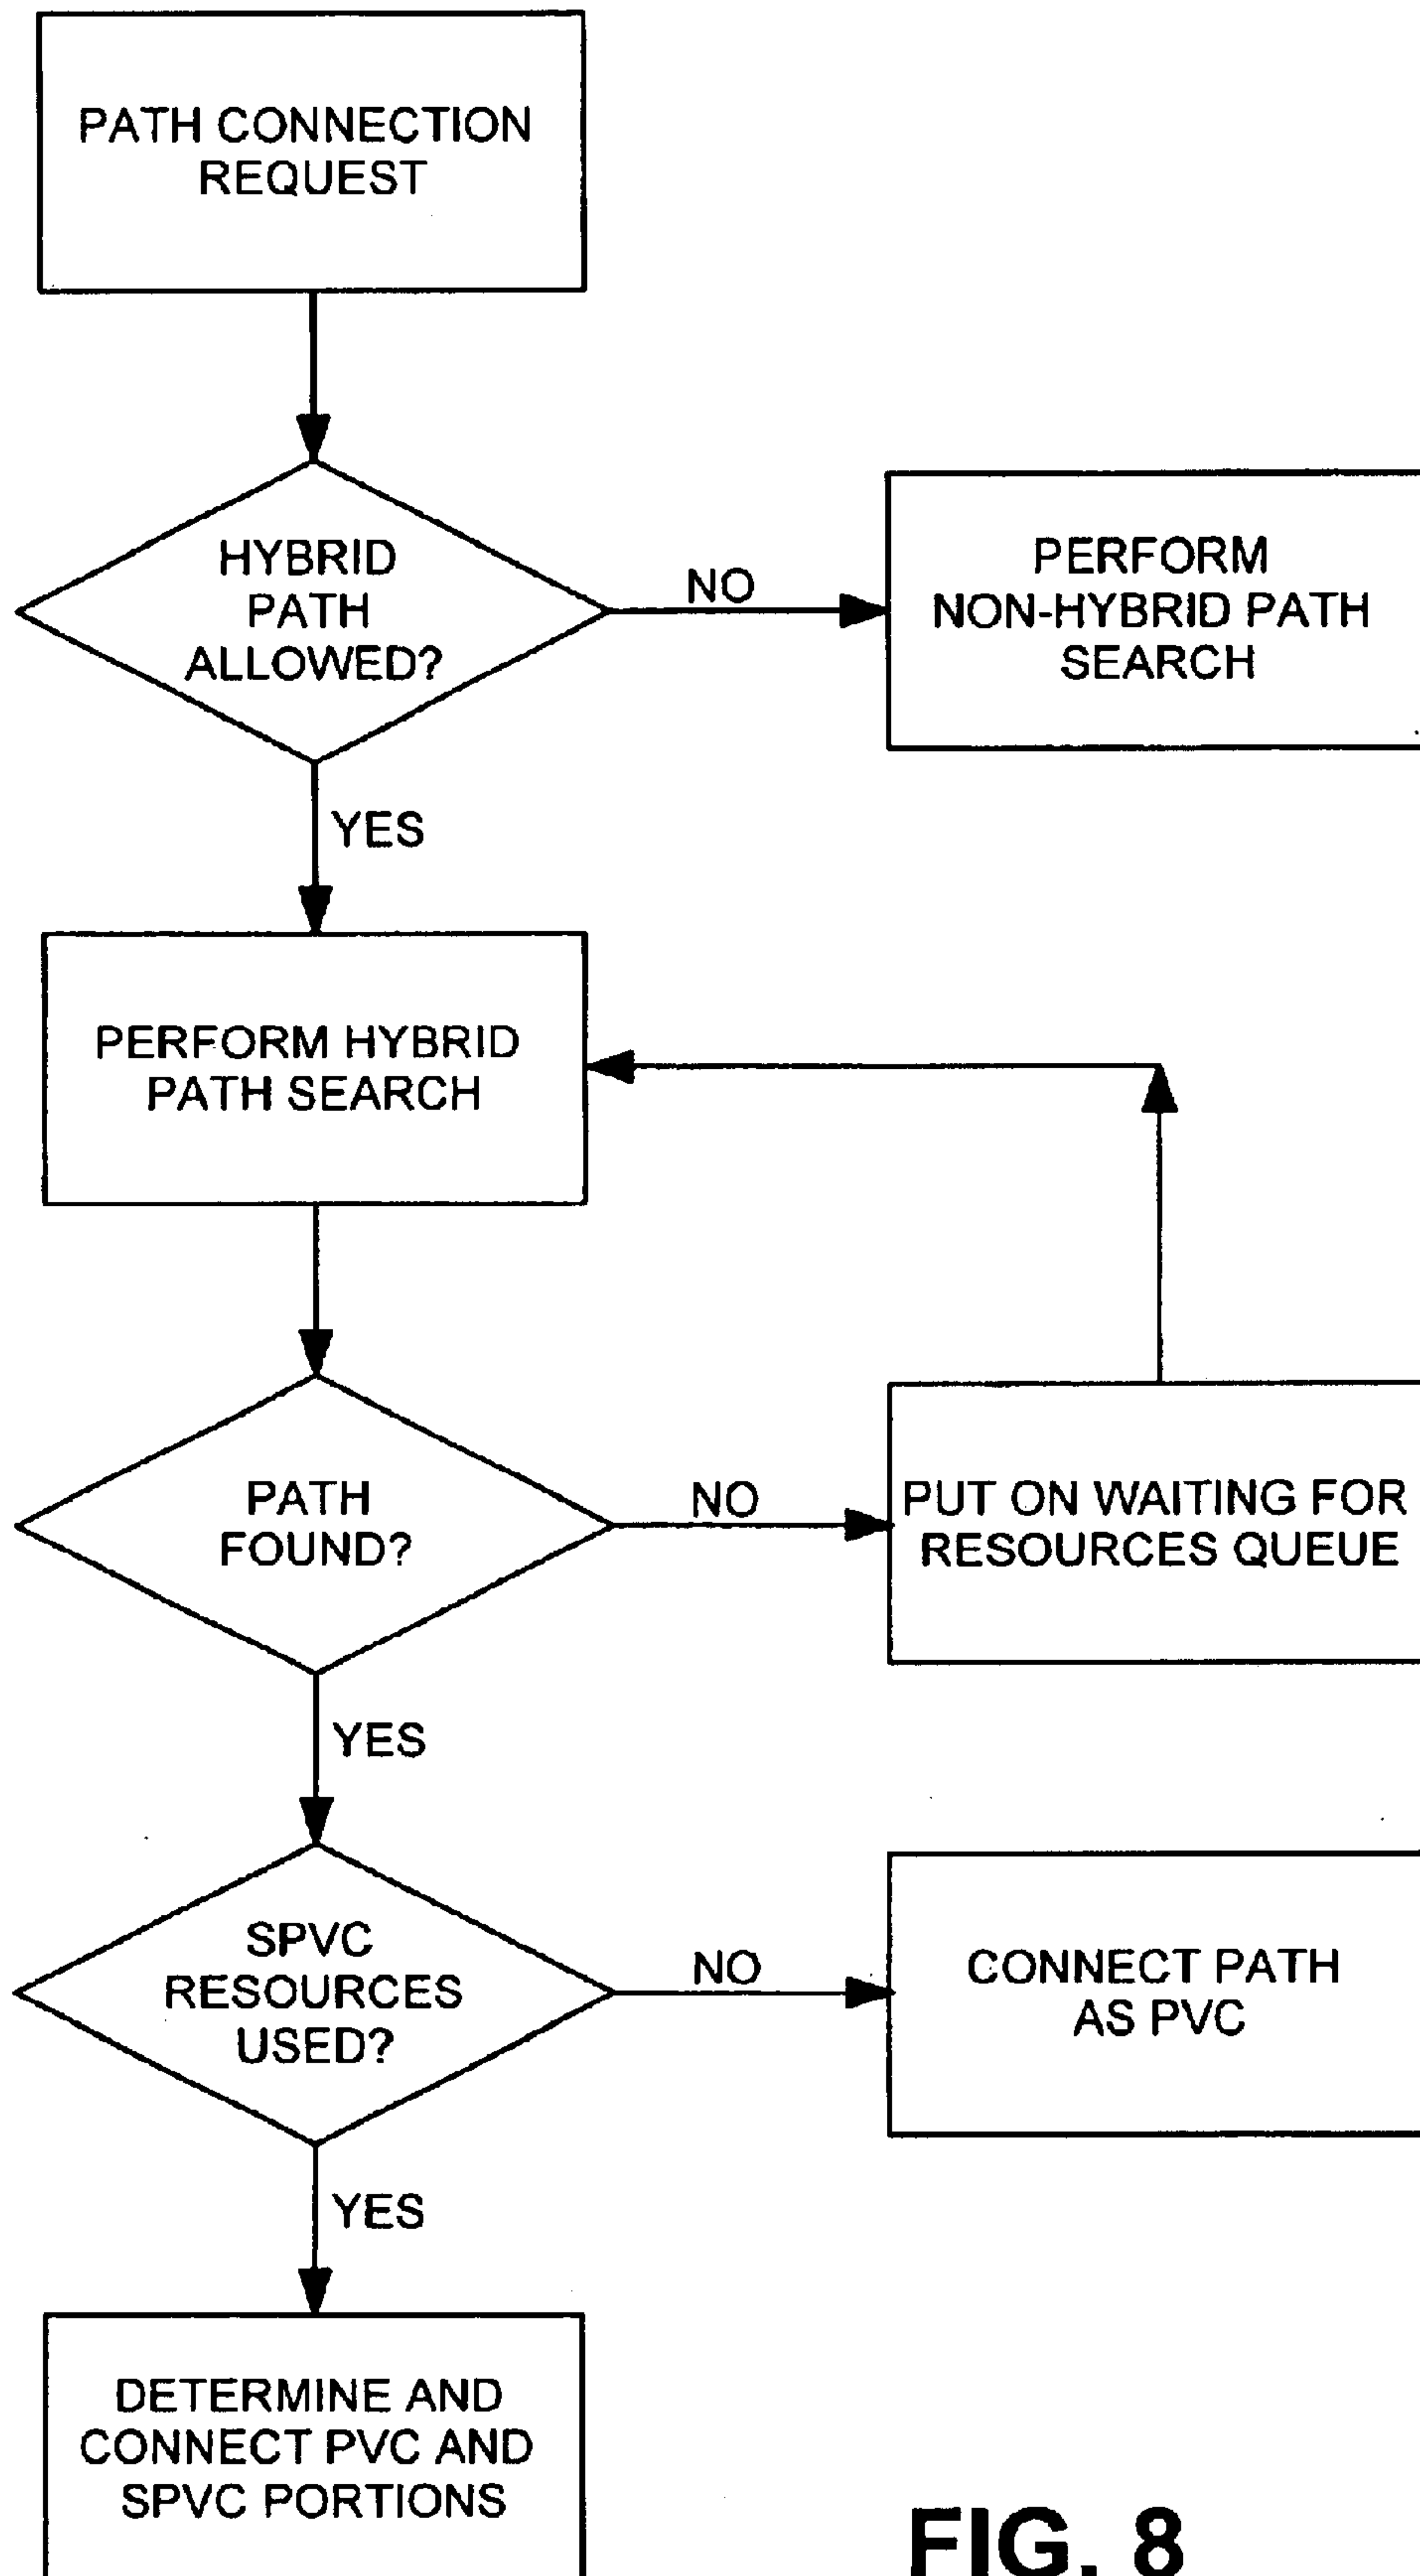 PATH CONNECTION
REQUEST
HYBRID
PATH
ALLOWED?
NO
PERFORM
NON-HYBRID PATH
SEARCH
YES
PERFORM HYBRID
PATH SEARCH
PATH
FOUND?
NO
PUT ON WAITING FOR
RESOURCES QUEUE
YES
SPVC
RESOURCES
USED?
NO
CONNECT PATH
AS PVC
YES
DETERMINE AND
CONNECT PVC AND
SPVC PORTIONS
FIG. 8